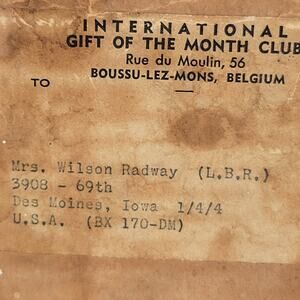 INTERNATIONAL
GIFT OF THE MONTH CLUB
Rue du Moulin, 56
BOUSSU-LEZ-MONS, BELGIUM
TO
Mrs. Wilson Radway (L.B.R.)
3908 - 69th
Des Moines, Iowa 1/4/4
U.S.A. (BX 170-DM)